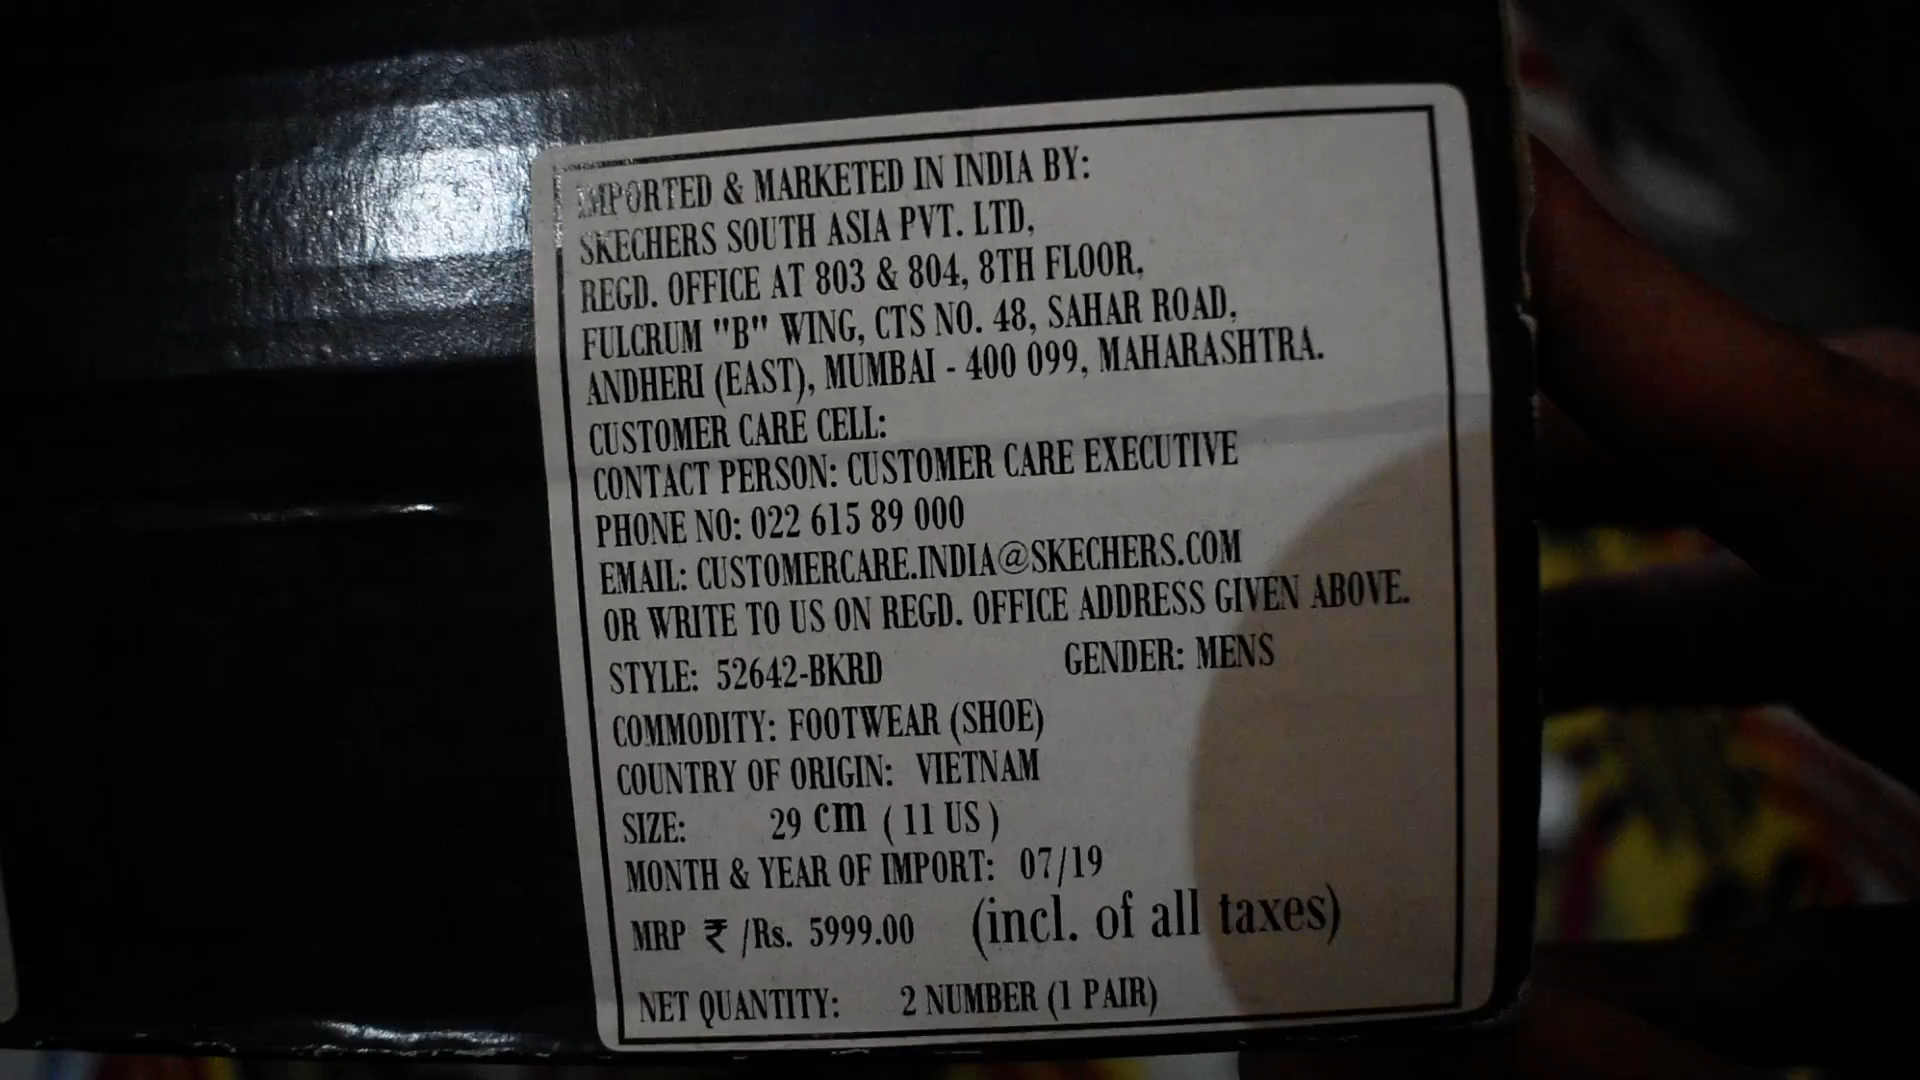 IMPORTED & MARKETED IN INDIA BY:
SKECHERS SOUTH ASIA PVT. LTD,
REGD. OFFICE AT 803 & 804, 8TH FLOOR,
FULCRUM "B" WING, CTS NO. 48, SAHAR ROAD,
ANDHERI (EAST), MUMBAI - 400 099, MAHARASHTRA.
CUSTOMER CARE CELL:
CONTACT PERSON: CUSTOMER CARE EXECUTIVE
PHONE NO: 022 615 89 000
EMAIL: CUSTOMERCARE.INDIA@SKECHERS.COM
OR WRITE TO US ON REGD. OFFICE ADDRESS GIVEN ABOVE.
STYLE: 52642-BKRD GENDER: MENS
COMMODITY: FOOTWEAR (SHOE)
COUNTRY OF ORIGIN: VIETNAM
SIZE: 29 cm ( 11 US )
MONTH & YEAR OF IMPORT: 07/19
MRP ₹ /Rs. 5999.00 (incl. of all taxes)
NET QUANTITY: 2 NUMBER (1 PAIR)